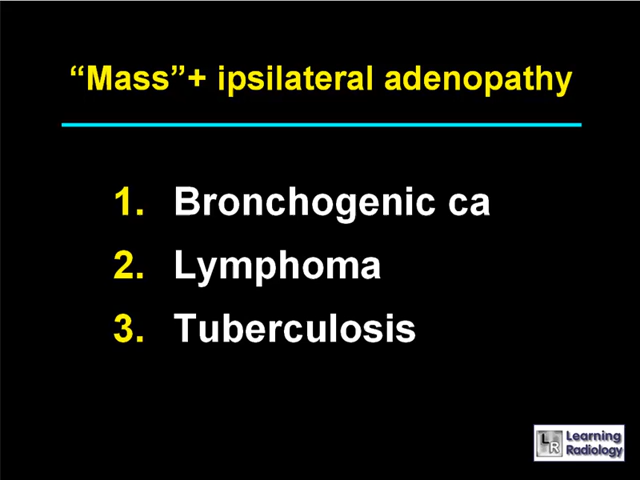 “Mass”+ ipsilateral adenopathy
1. Bronchogenic ca
2. Lymphoma
3. Tuberculosis
LR
Learning
Radiology